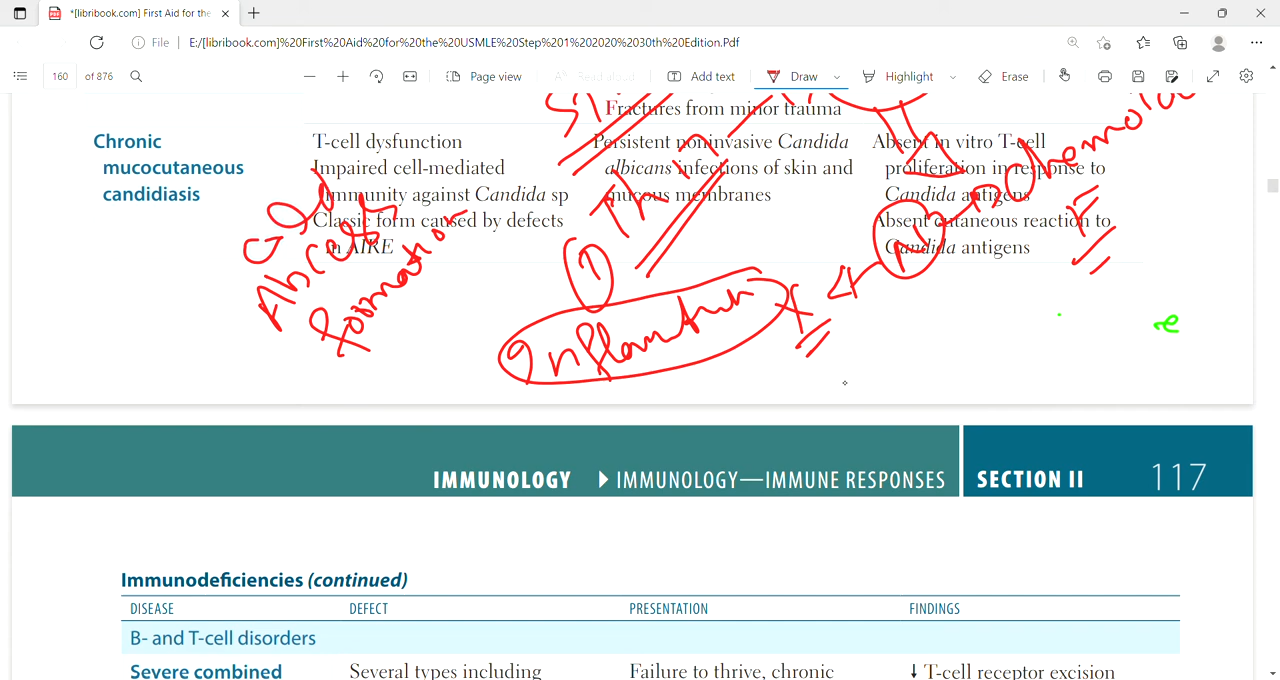 *[libribook.com] First Aid for the
File
E:/[libribook.com]%20First%20Aid%20for%20the%20USMLE%20Step%201%202020%2030th%20Edition.Pdf
160 of 876
Page view
Read aloud
Add text
Draw
Highlight
Erase
Fractures from minor trauma
Chronic
mucocutaneous
candidiasis
T-cell dysfunction
Impaired cell-mediated
immunity against Candida sp
Classic form caused by defects
in AIRE
Persistent noninvasive Candida
albicans infections of skin and
mucous membranes
Absent in vitro T-cell
proliferation in response to
Candida antigens
Absent cutaneous reaction to
Candida antigens
Cold
Abscess
formation
Th
①
X
e
IMMUNOLOGY ▶ IMMUNOLOGY—IMMUNE RESPONSES
SECTION II
117
Immunodeficiencies (continued)
DISEASE
DEFECT
PRESENTATION
FINDINGS
B- and T-cell disorders
Severe combined
Several types including
Failure to thrive, chronic
↓ T-cell receptor excision